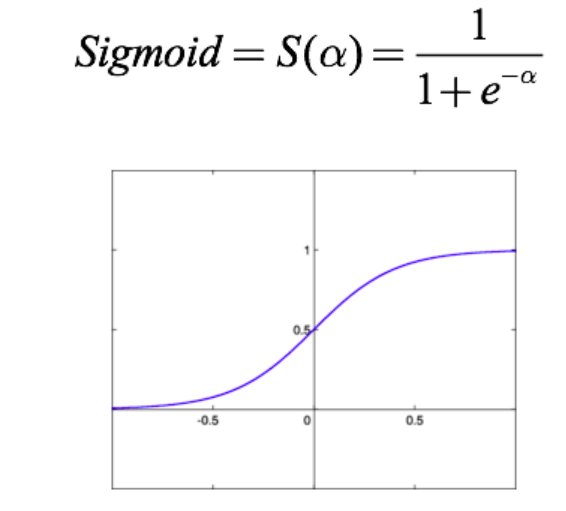 Sigmoid = S(α) = 1 / (1 + e^−α)
1
0.5
-0.5 0 0.5